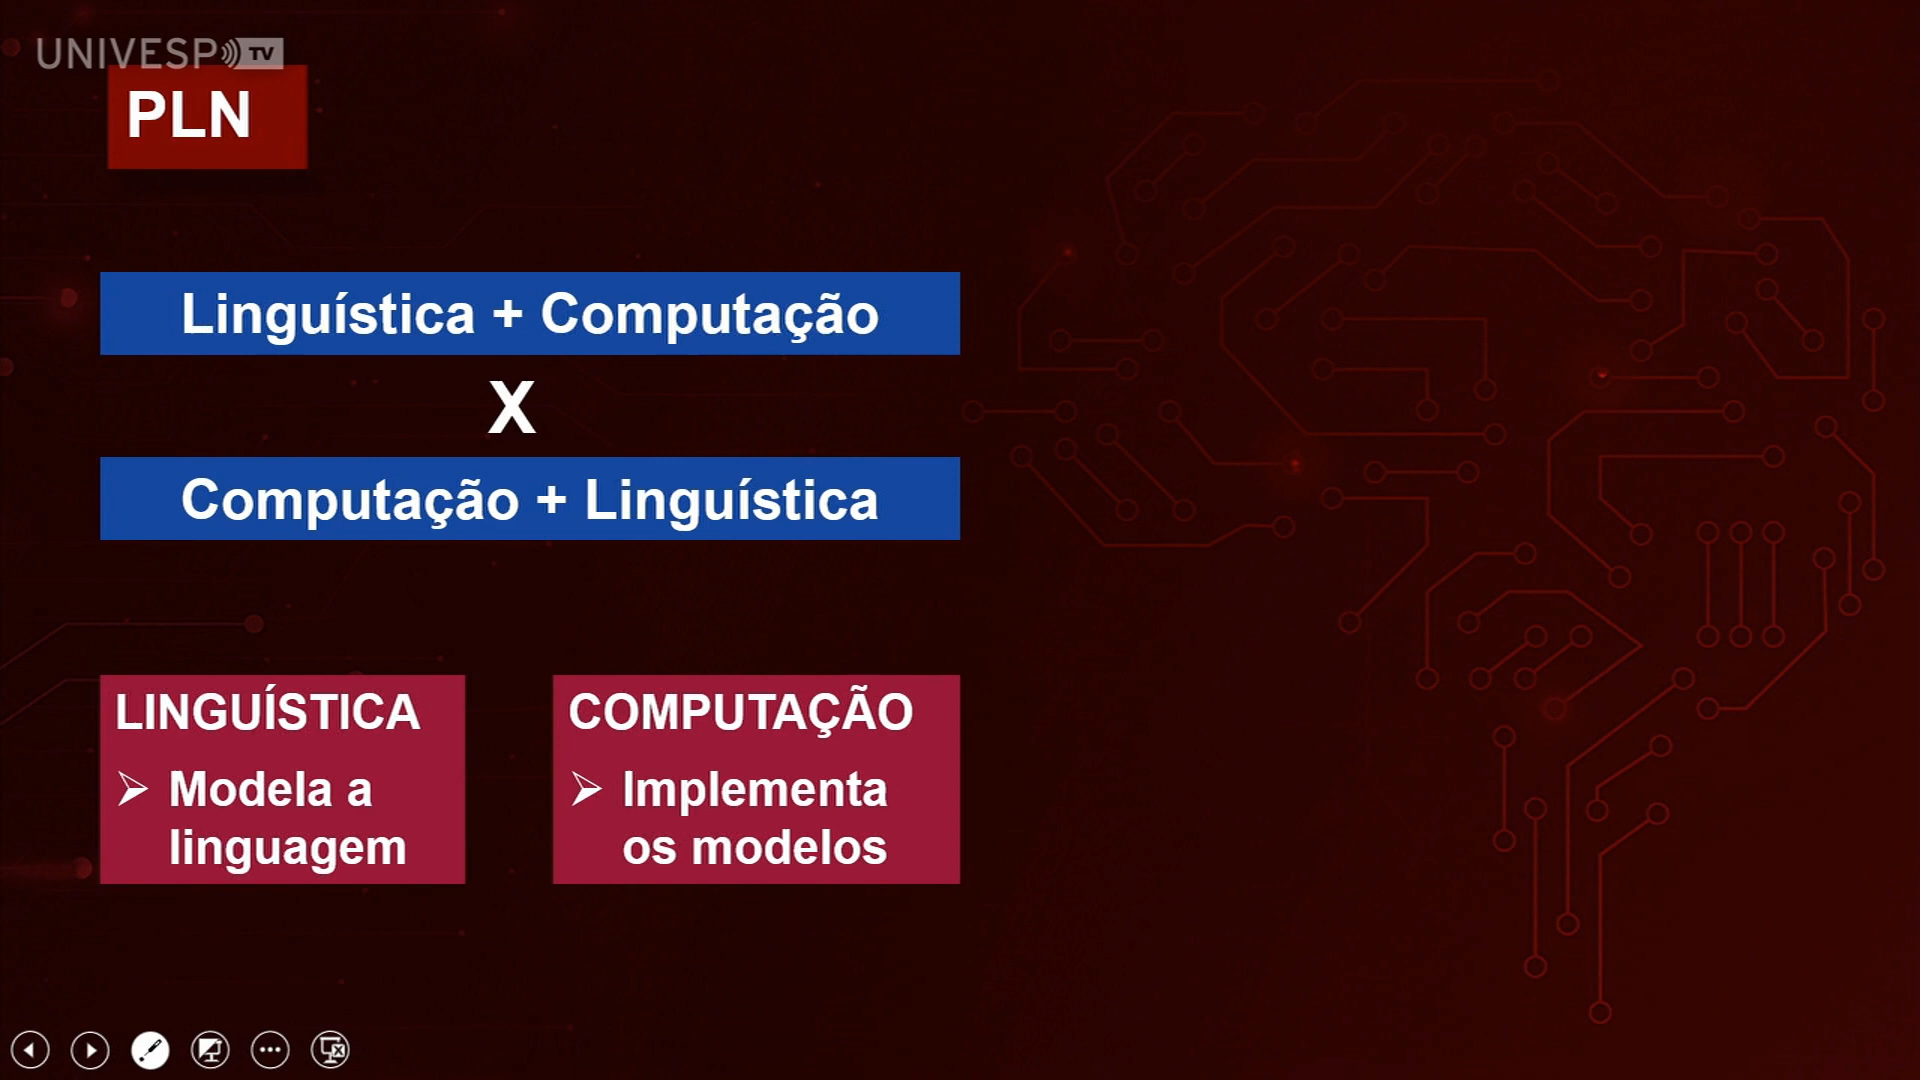 UNIVESP TV
PLN
Linguística + Computação
X
Computação + Linguística
LINGUÍSTICA
➢ Modela a
linguagem
COMPUTAÇÃO
➢ Implementa
os modelos